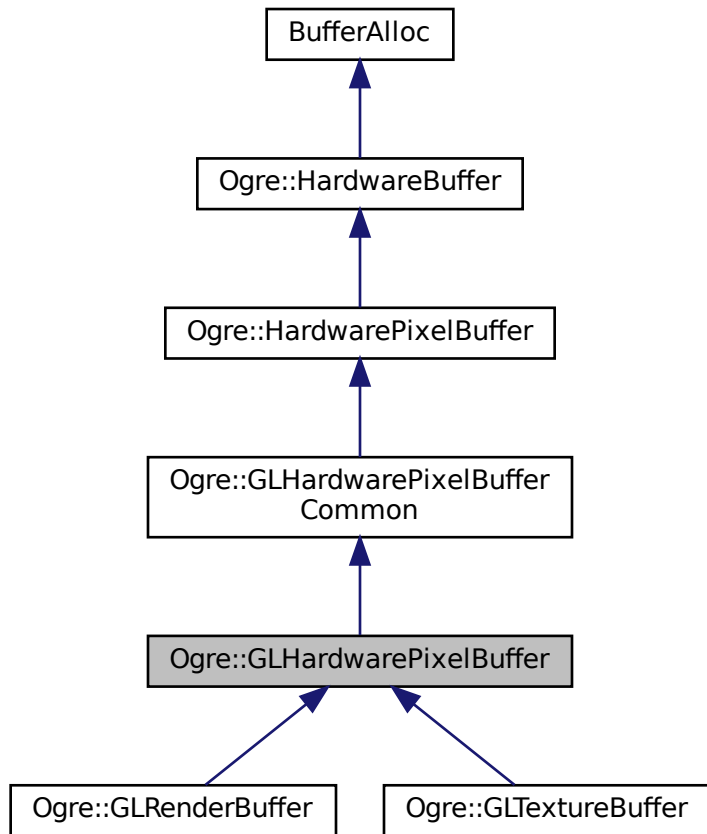 BufferAlloc
Ogre::HardwareBuffer
Ogre::HardwarePixelBuffer
Ogre::GLHardwarePixelBuffer
Common
Ogre::GLHardwarePixelBuffer
Ogre::GLRenderBuffer
Ogre::GLTextureBuffer